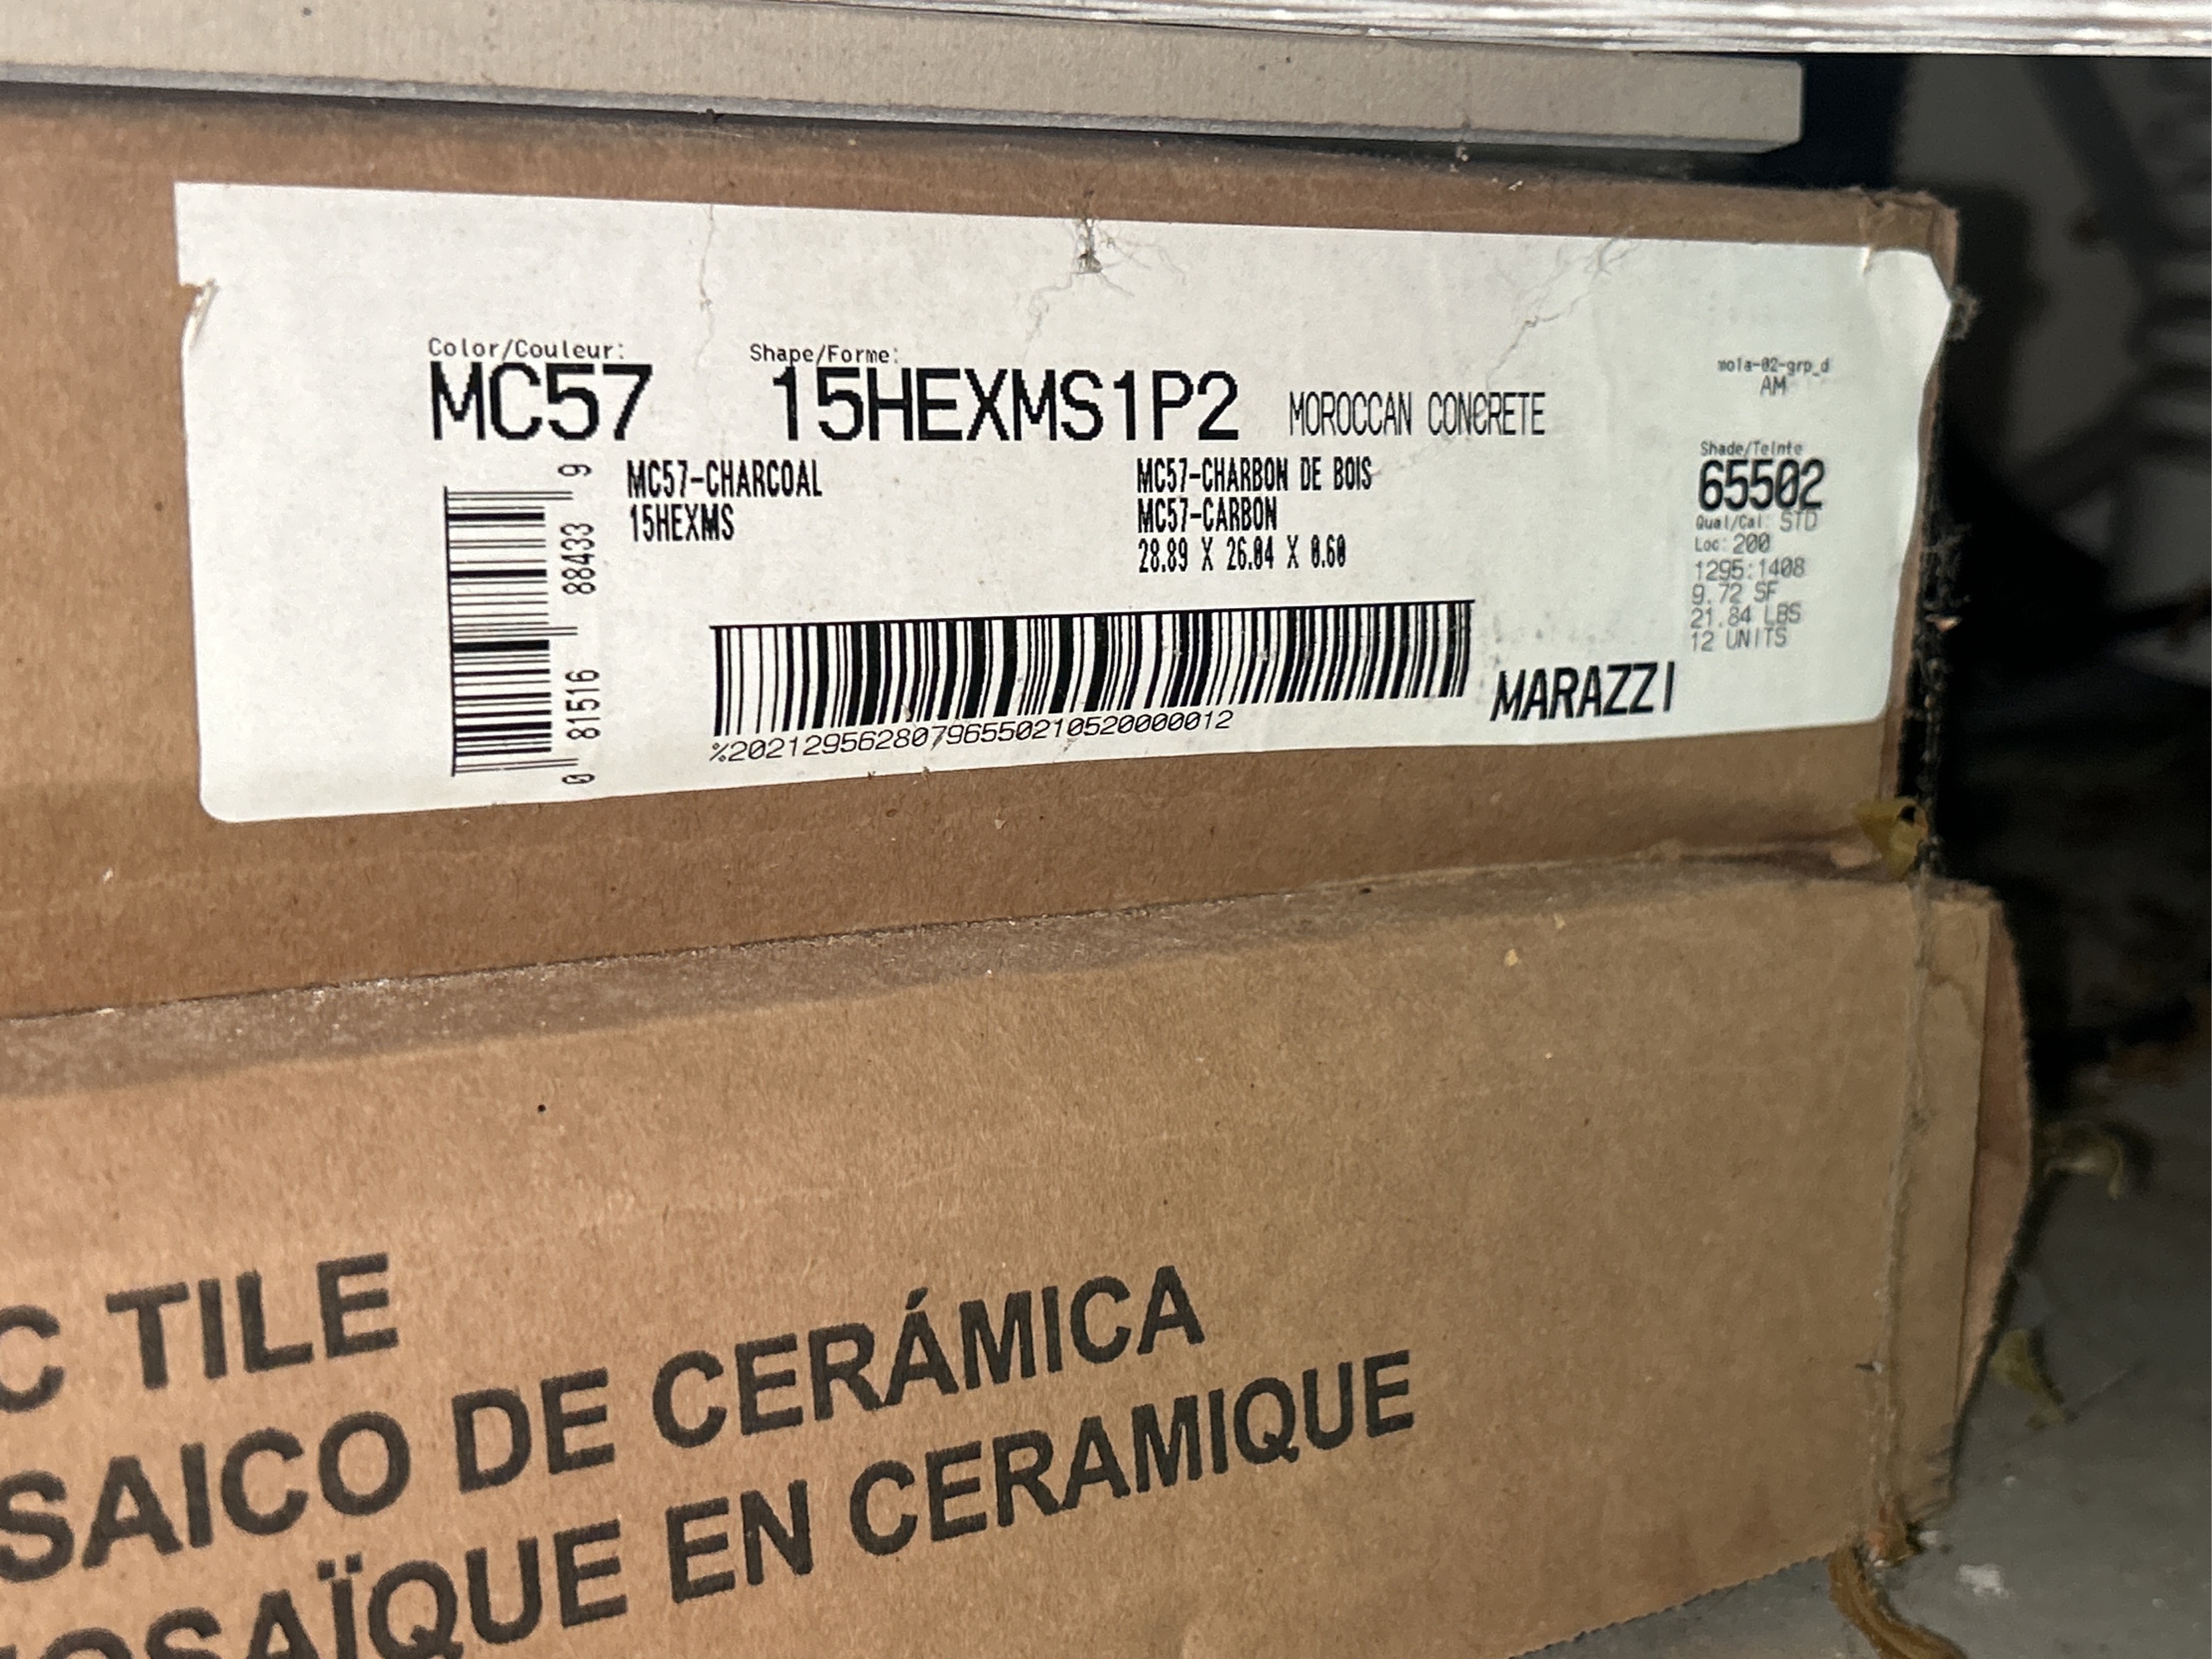 Color/Couleur:
MC57
Shape/Forme:
15HEXMS1P2
MOROCCAN CONCRETE
mola-02-grp_d
AM
MC57-CHARCOAL
15HEXMS
MC57-CHARBON DE BOIS
MC57-CARBON
28.89 X 26.04 X 0.60
Shade/Teinte
65502
Qual/Cal: STD
Loc: 200
1295:1408
9.72 SF
21.84 LBS
12 UNITS
0 81516 88433 9
%20212956280796550210520000012
MARAZZI
C TILE
SAICO DE CERÁMICA
OSAÏQUE EN CERAMIQUE